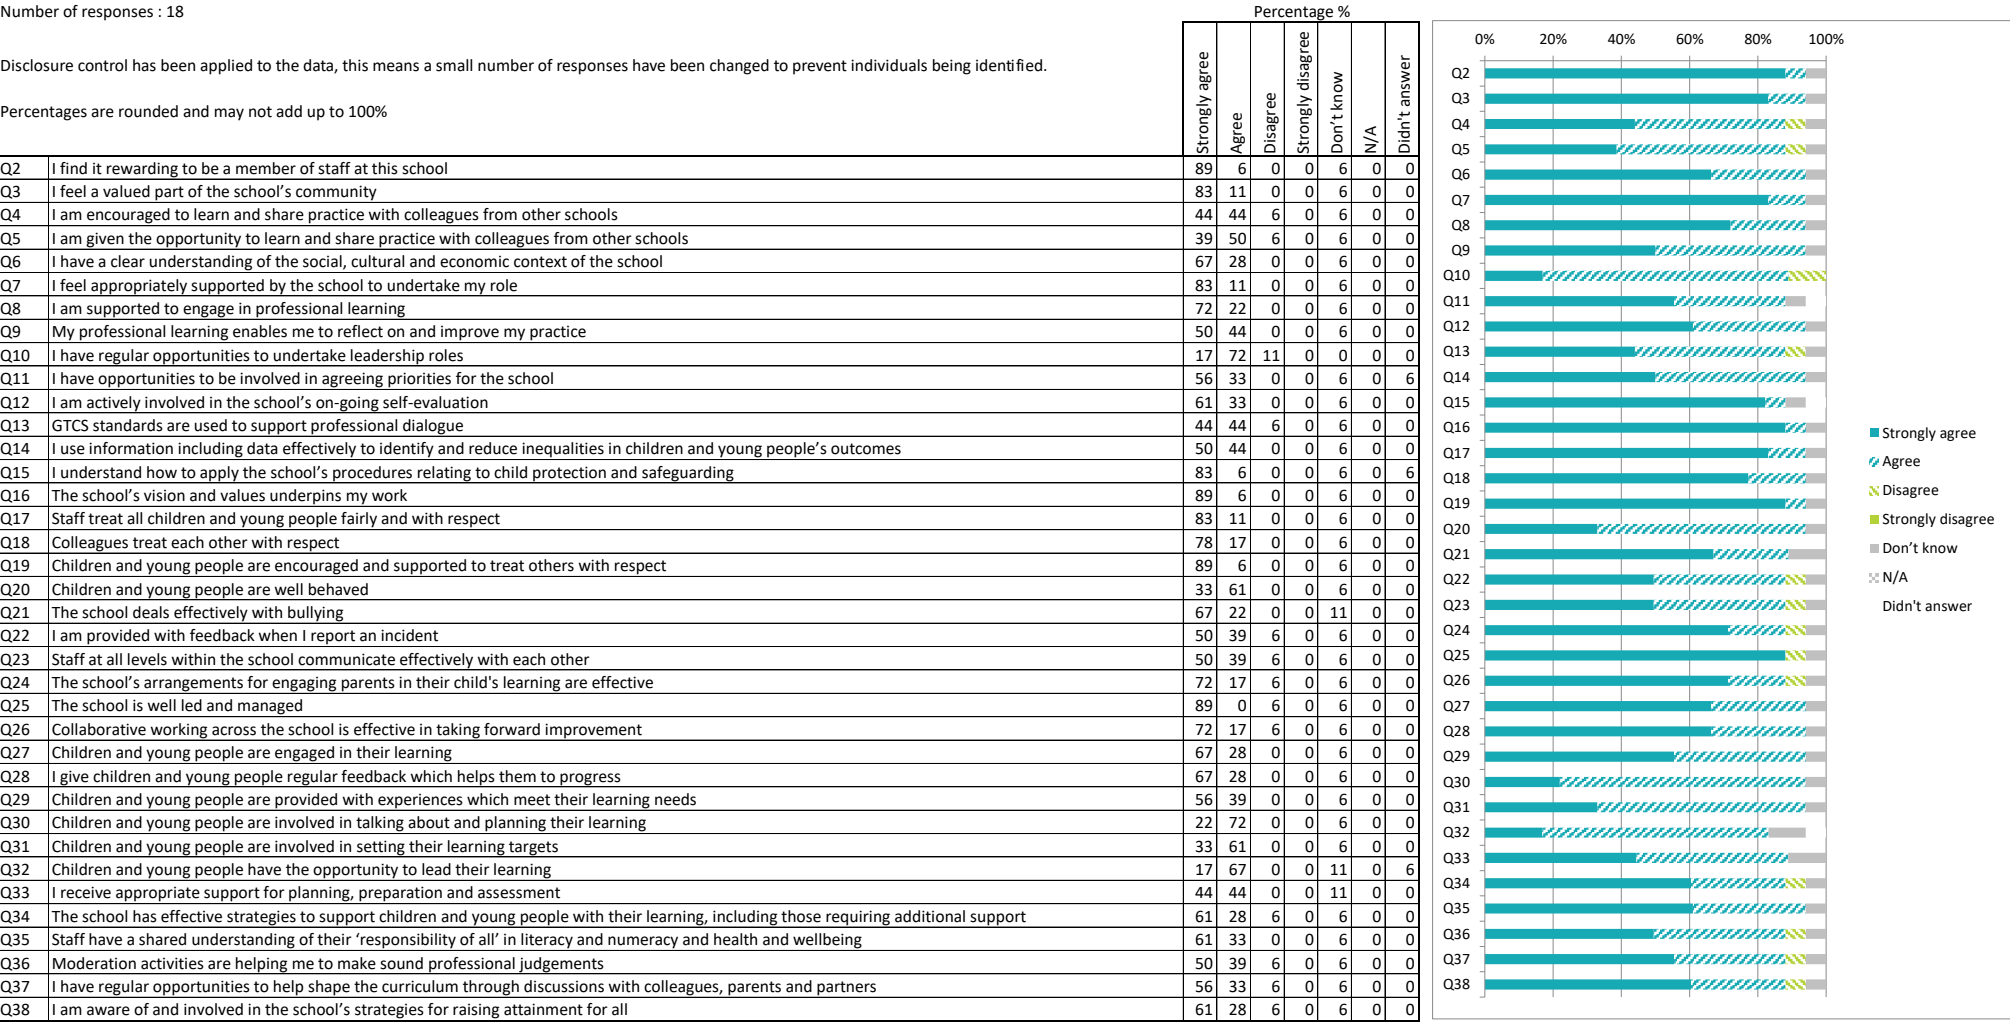 Number of responses : 18
Percentage %
Disclosure control has been applied to the data, this means a small number of responses have been changed to prevent individuals being identified.
Percentages are rounded and may not add up to 100%
Strongly agree
Agree
Disagree
Strongly disagree
Don't know
N/A
Didn't answer
Q2 I find it rewarding to be a member of staff at this school 89 6 0 0 6 0 0
Q3 I feel a valued part of the school's community 83 11 0 0 6 0 0
Q4 I am encouraged to learn and share practice with colleagues from other schools 44 44 6 0 6 0 0
Q5 I am given the opportunity to learn and share practice with colleagues from other schools 39 50 6 0 6 0 0
Q6 I have a clear understanding of the social, cultural and economic context of the school 67 28 0 0 6 0 0
Q7 I feel appropriately supported by the school to undertake my role 83 11 0 0 6 0 0
Q8 I am supported to engage in professional learning 72 22 0 0 6 0 0
Q9 My professional learning enables me to reflect on and improve my practice 50 44 0 0 6 0 0
Q10 I have regular opportunities to undertake leadership roles 17 72 11 0 0 0 0
Q11 I have opportunities to be involved in agreeing priorities for the school 56 33 0 0 6 0 6
Q12 I am actively involved in the school's on-going self-evaluation 61 33 0 0 6 0 0
Q13 GTCS standards are used to support professional dialogue 44 44 6 0 6 0 0
Q14 I use information including data effectively to identify and reduce inequalities in children and young people's outcomes 50 44 0 0 6 0 0
Q15 I understand how to apply the school's procedures relating to child protection and safeguarding 83 6 0 0 6 0 6
Q16 The school's vision and values underpins my work 89 6 0 0 6 0 0
Q17 Staff treat all children and young people fairly and with respect 83 11 0 0 6 0 0
Q18 Colleagues treat each other with respect 78 17 0 0 6 0 0
Q19 Children and young people are encouraged and supported to treat others with respect 89 6 0 0 6 0 0
Q20 Children and young people are well behaved 33 61 0 0 6 0 0
Q21 The school deals effectively with bullying 67 22 0 0 11 0 0
Q22 I am provided with feedback when I report an incident 50 39 6 0 6 0 0
Q23 Staff at all levels within the school communicate effectively with each other 50 39 6 0 6 0 0
Q24 The school's arrangements for engaging parents in their child's learning are effective 72 17 6 0 6 0 0
Q25 The school is well led and managed 89 0 6 0 6 0 0
Q26 Collaborative working across the school is effective in taking forward improvement 72 17 6 0 6 0 0
Q27 Children and young people are engaged in their learning 67 28 0 0 6 0 0
Q28 I give children and young people regular feedback which helps them to progress 67 28 0 0 6 0 0
Q29 Children and young people are provided with experiences which meet their learning needs 56 39 0 0 6 0 0
Q30 Children and young people are involved in talking about and planning their learning 22 72 0 0 6 0 0
Q31 Children and young people are involved in setting their learning targets 33 61 0 0 6 0 0
Q32 Children and young people have the opportunity to lead their learning 17 67 0 0 11 0 6
Q33 I receive appropriate support for planning, preparation and assessment 44 44 0 0 11 0 0
Q34 The school has effective strategies to support children and young people with their learning, including those requiring additional support 61 28 6 0 6 0 0
Q35 Staff have a shared understanding of their 'responsibility of all' in literacy and numeracy and health and wellbeing 61 33 0 0 6 0 0
Q36 Moderation activities are helping me to make sound professional judgements 50 39 6 0 6 0 0
Q37 I have regular opportunities to help shape the curriculum through discussions with colleagues, parents and partners 56 33 6 0 6 0 0
Q38 I am aware of and involved in the school's strategies for raising attainment for all 61 28 6 0 6 0 0
0% 20% 40% 60% 80% 100%
Q2
Q3
Q4
Q5
Q6
Q7
Q8
Q9
Q10
Q11
Q12
Q13
Q14
Q15
Q16
Q17
Q18
Q19
Q20
Q21
Q22
Q23
Q24
Q25
Q26
Q27
Q28
Q29
Q30
Q31
Q32
Q33
Q34
Q35
Q36
Q37
Q38
Strongly agree
Agree
Disagree
Strongly disagree
Don't know
N/A
Didn't answer